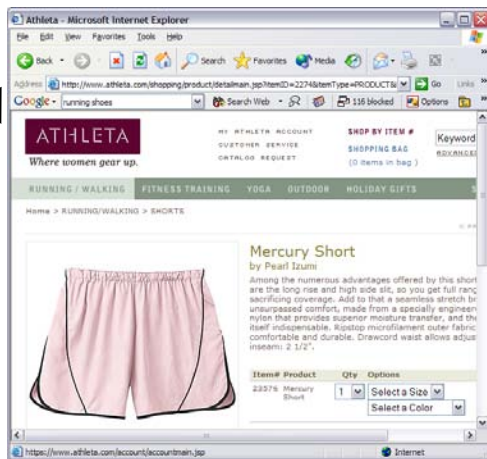 Athleta - Microsoft Internet Explorer
File Edit View Favorites Tools Help
Back Search Favorites Media
Address http://www.athleta.com/shopping/product/detailmain.jsp?itemID=2274&itemType=PRODUCT& Go Links
Google running shoes Search Web 116 blocked Options
ATHLETA
Where women gear up.
MY ATHLETA ACCOUNT
CUSTOMER SERVICE
CATALOG REQUEST
SHOP BY ITEM #
SHOPPING BAG
(0 items in bag)
Keyword
ADVANCED
RUNNING / WALKING FITNESS TRAINING YOGA OUTDOOR HOLIDAY GIFTS S
Home > RUNNING/WALKING > SHORTS
Mercury Short
by Pearl Izumi
Among the numerous advantages offered by this short
are the long rise and high side slit, so you get full rang
sacrificing coverage. Add to that a seamless stretch br
unsurpassed comfort, made from a specially engineere
nylon that provides superior moisture transfer, and the
itself indispensable. Ripstop microfilament outer fabric
comfortable and durable. Drawcord waist allows adjus
inseam: 2 1/2".
Item# Product Qty Options
23576 Mercury Short 1 Select a Size
Select a Color
https://www.athleta.com/account/accountmain.jsp Internet